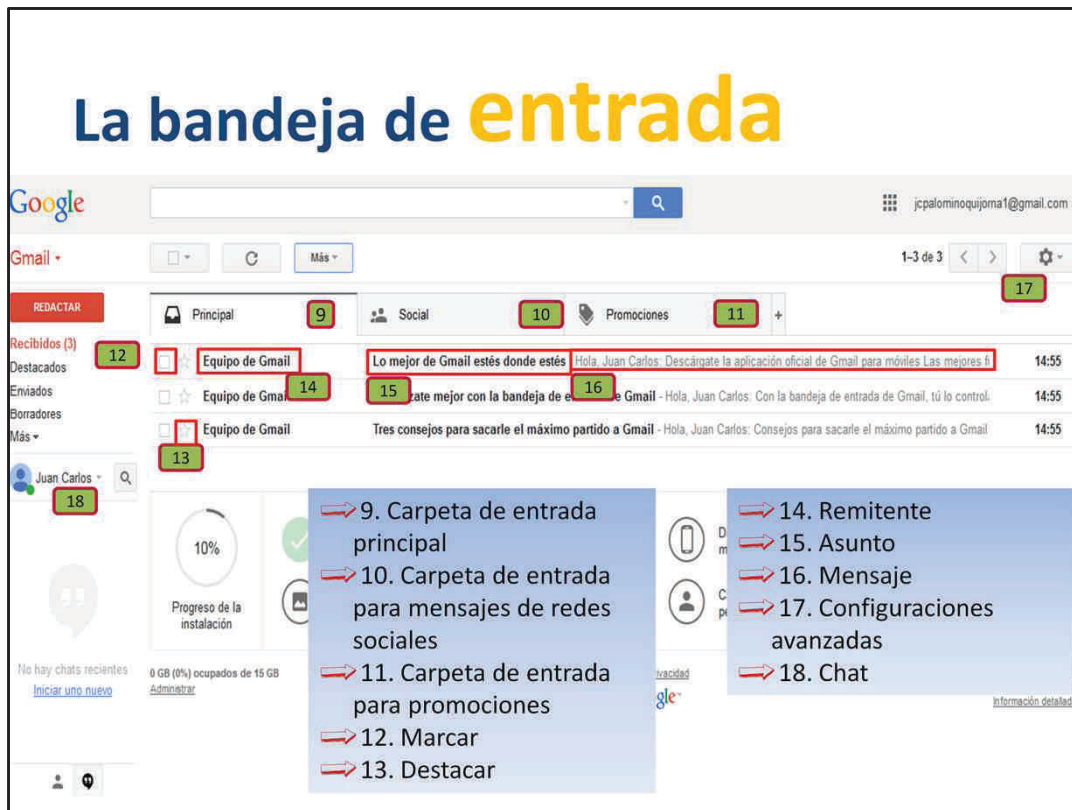 La bandeja de entrada
Google
jcpalominoquijorna1@gmail.com
Gmail
Más
1–3 de 3
17
REDACTAR
Principal
9
Social
10
Promociones
11
+
Recibidos (3)
12
Destacados
Enviados
Borradores
Más
Equipo de Gmail
Lo mejor de Gmail estés donde estés
Hola, Juan Carlos: Descárgate la aplicación oficial de Gmail para móviles Las mejores
14:55
14
15
16
Equipo de
zate mejor con la bandeja de e de Gmail - Hola, Juan Carlos: Con la bandeja de entrada de Gmail, tú lo
14:55
Equipo de Gmail
Tres consejos para sacarle el máximo partido a Gmail - Hola, Juan Carlos: Consejos para sacarle el máximo partido a Gmail
14:55
13
Juan Carlos
18
10%
Progreso de la
instalación
No hay chats recientes
Iniciar uno nuevo
0 GB (0%) ocupados de 15 GB
Administrar
9. Carpeta de entrada
principal
10. Carpeta de entrada
para mensajes de redes
sociales
11. Carpeta de entrada
para promociones
12. Marcar
13. Destacar
14. Remitente
15. Asunto
16. Mensaje
17. Configuraciones
avanzadas
18. Chat